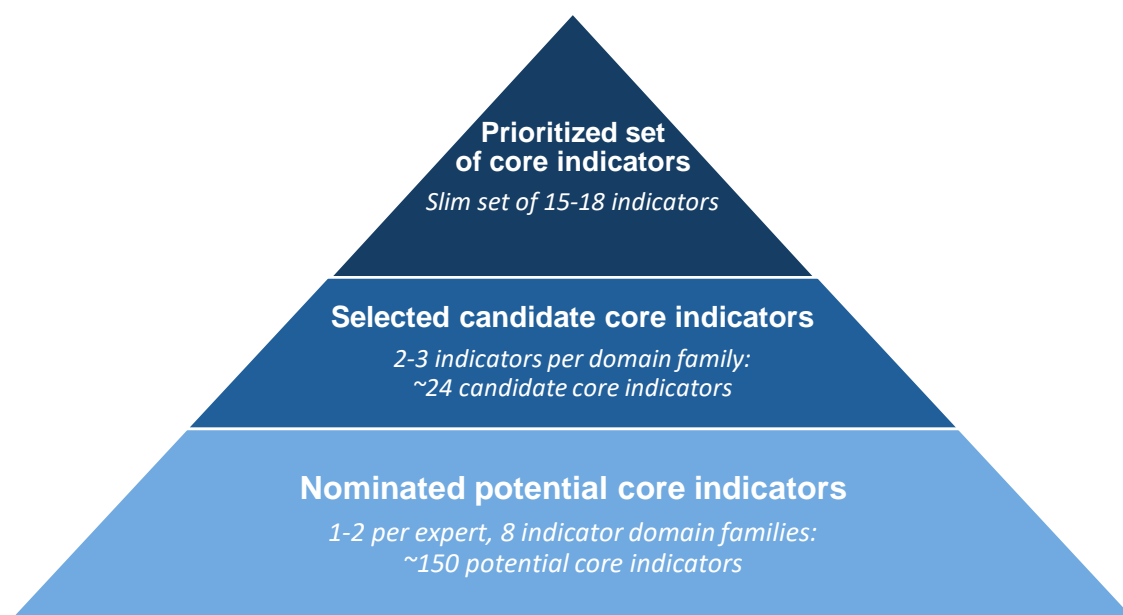 Prioritized set
of core indicators
Slim set of 15-18 indicators
Selected candidate core indicators
2-3 indicators per domain family:
~24 candidate core indicators
Nominated potential core indicators
1-2 per expert, 8 indicator domain families:
~150 potential core indicators